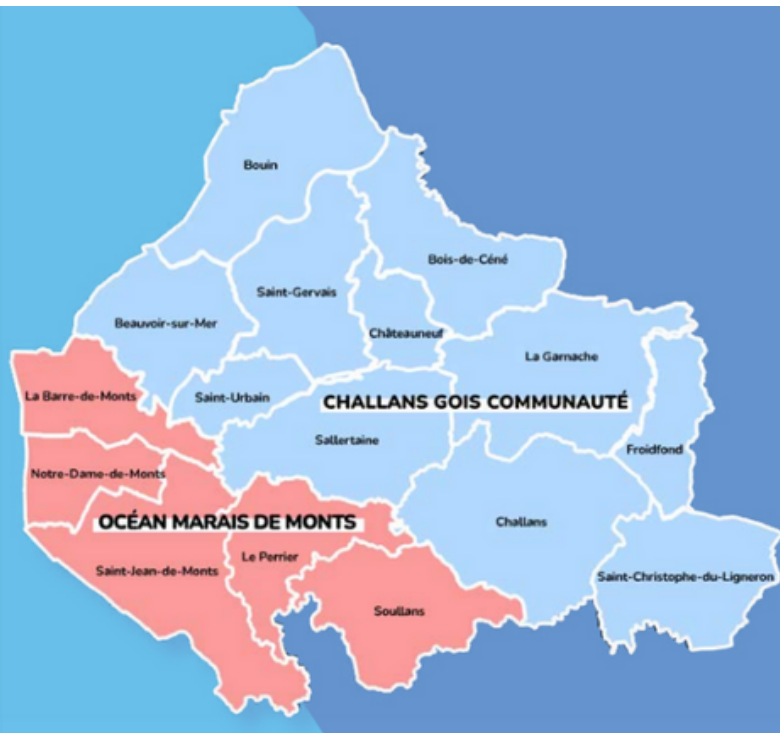 Bouin
Bois-de-Céné
Saint-Gervais
Beauvoir-sur-Mer
Châteauneuf
La Garnache
La Barre-de-Monts
Saint-Urbain
CHALLANS GOIS COMMUNAUTÉ
Sallertaine
Froidfond
Notre-Dame-de-Monts
OCÉAN MARAIS DE MONTS
Challans
Le Perrier
Saint-Jean-de-Monts
Saint-Christophe-du-Ligneron
Soullans